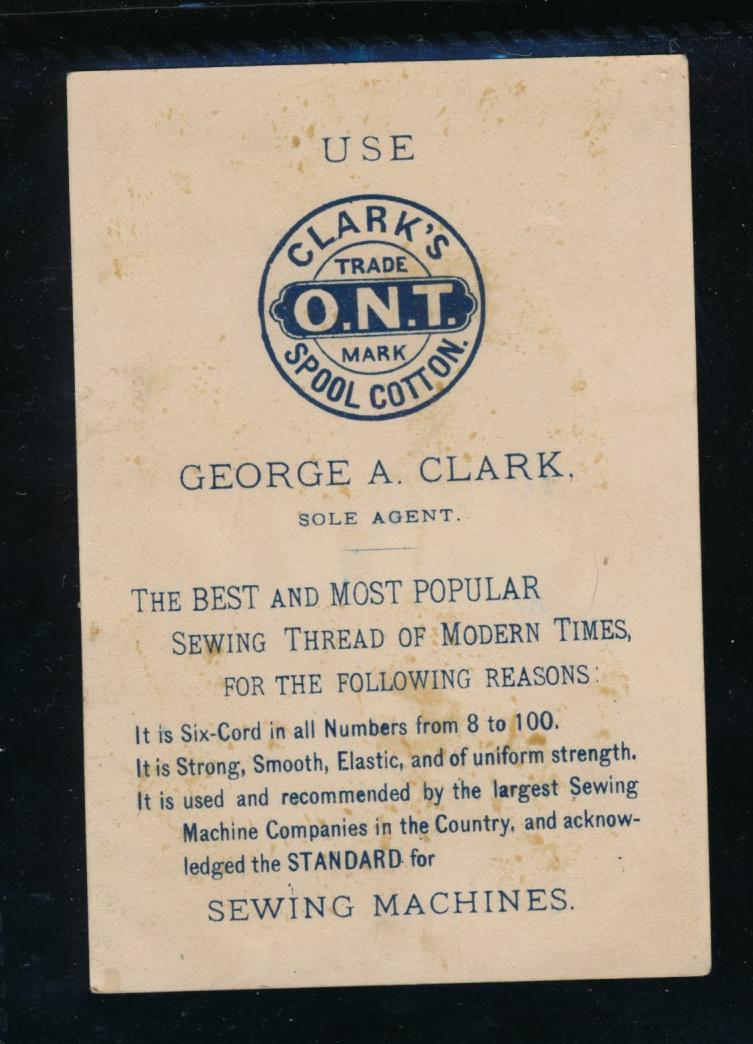 USE
CLARK'S
TRADE
O.N.T.
MARK
SPOOL COTTON.
GEORGE A. CLARK,
SOLE AGENT.
THE BEST AND MOST POPULAR
SEWING THREAD OF MODERN TIMES,
FOR THE FOLLOWING REASONS:
It is Six-Cord in all Numbers from 8 to 100.
It is Strong, Smooth, Elastic, and of uniform strength.
It is used and recommended by the largest Sewing
Machine Companies in the Country, and acknow-
ledged the STANDARD for
SEWING MACHINES.